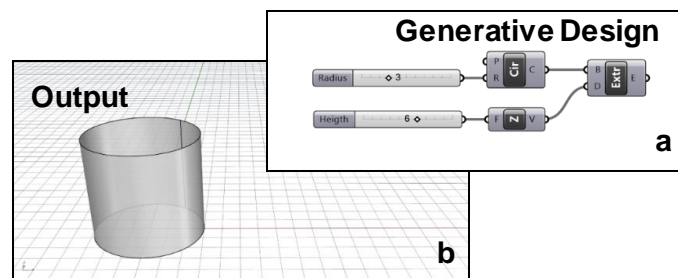 Generative Design
P
R
Cir
C
Radius
3
B
D
Extr
E
Heigth
6
F
Z
V
a
Output
b